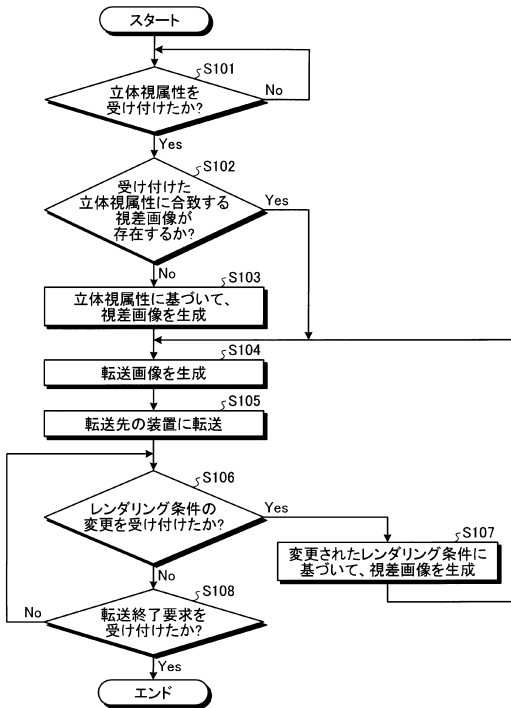 スタート
S101
立体視属性を
受け付けたか?
No
Yes
S102
受け付けた
立体視属性に合致する
視差画像が
存在するか?
Yes
No
S103
立体視属性に基づいて、
視差画像を生成
S104
転送画像を生成
S105
転送先の装置に転送
S106
レンダリング条件の
変更を受け付けたか?
Yes
S107
変更されたレンダリング条件に
基づいて、視差画像を生成
No
S108
転送終了要求を
受け付けたか?
No
Yes
エンド